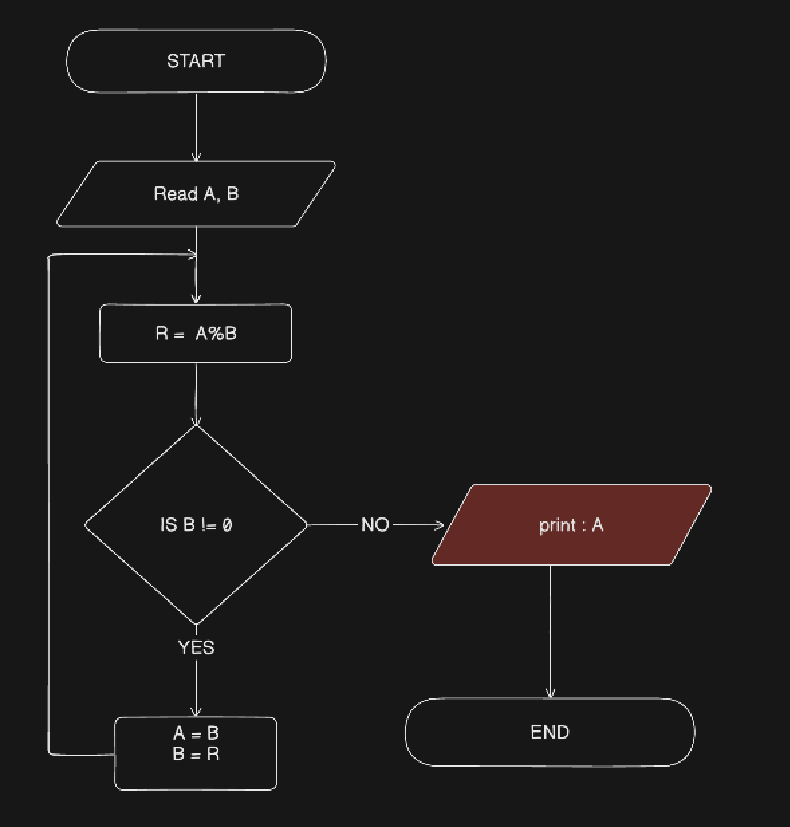 START
Read A, B
R = A%B
IS B != 0
NO
print : A
YES
A = B
B = R
END